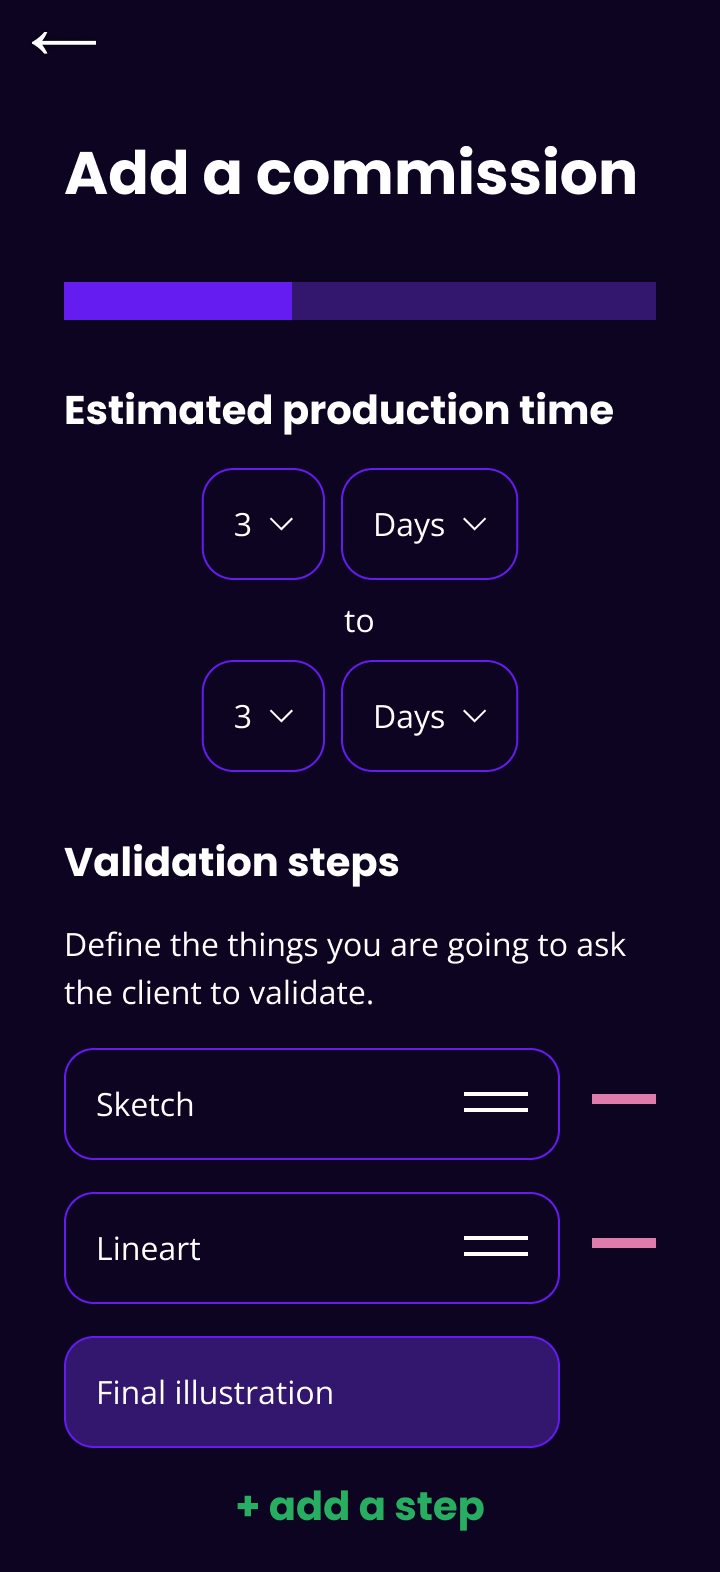 Add a commission
Estimated production time
3 Days
to
3 Days
Validation steps
Define the things you are going to ask
the client to validate.
Sketch
Lineart
Final illustration
+ add a step